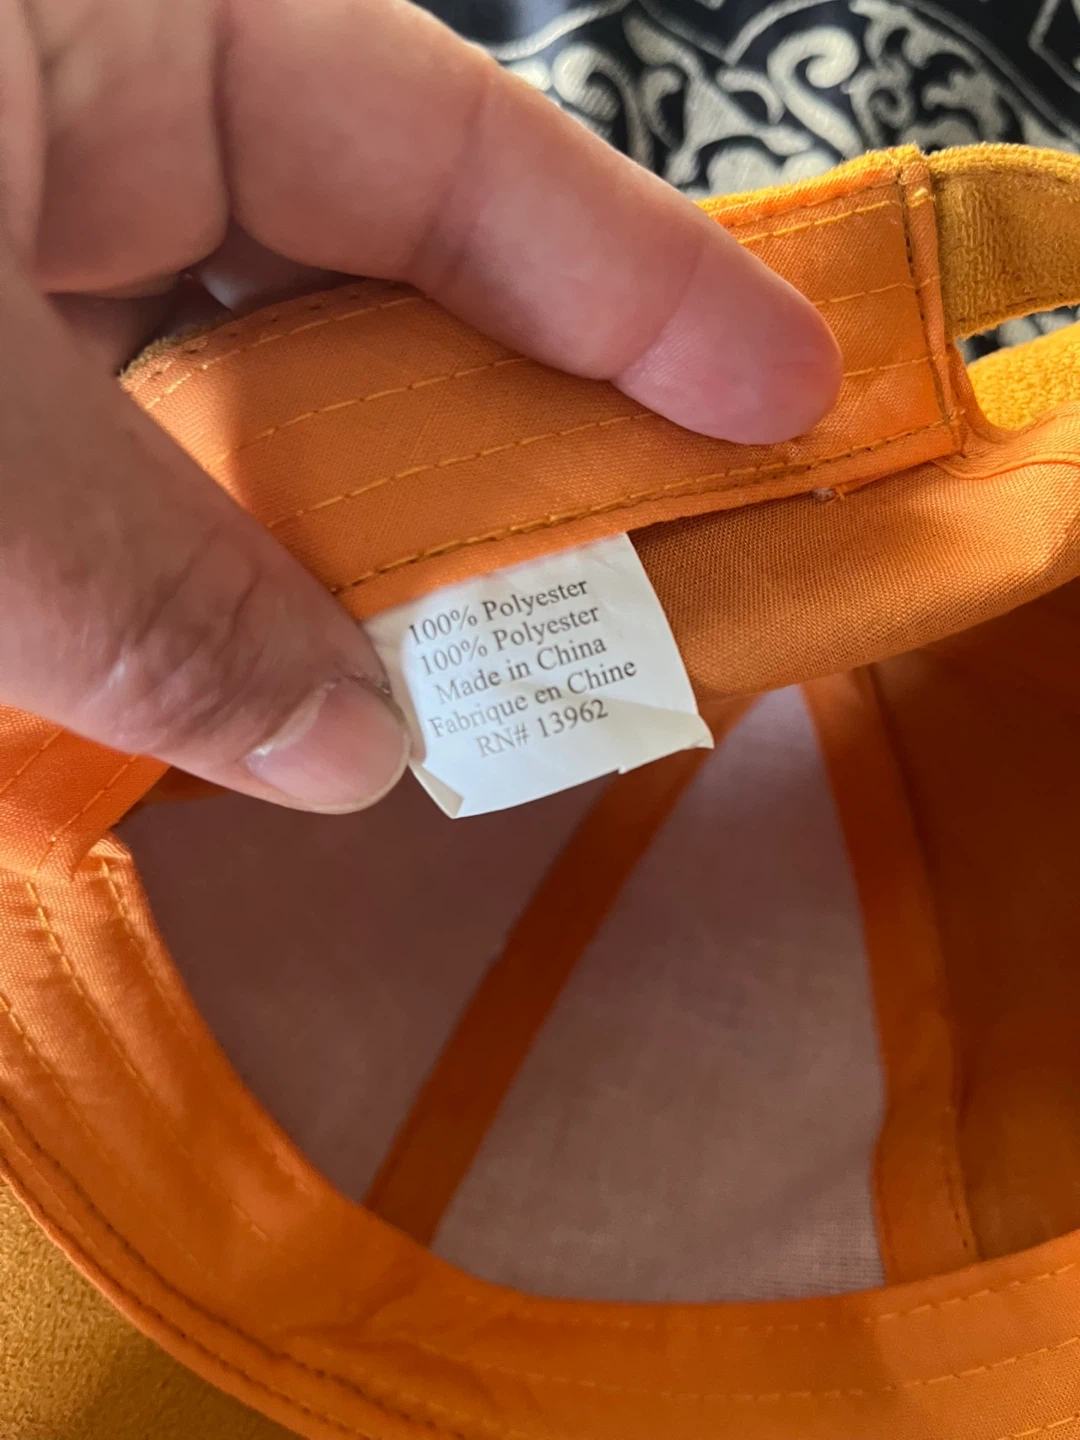 100% Polyester
100% Polyester
Made in China
Fabrique en Chine
RN# 13962